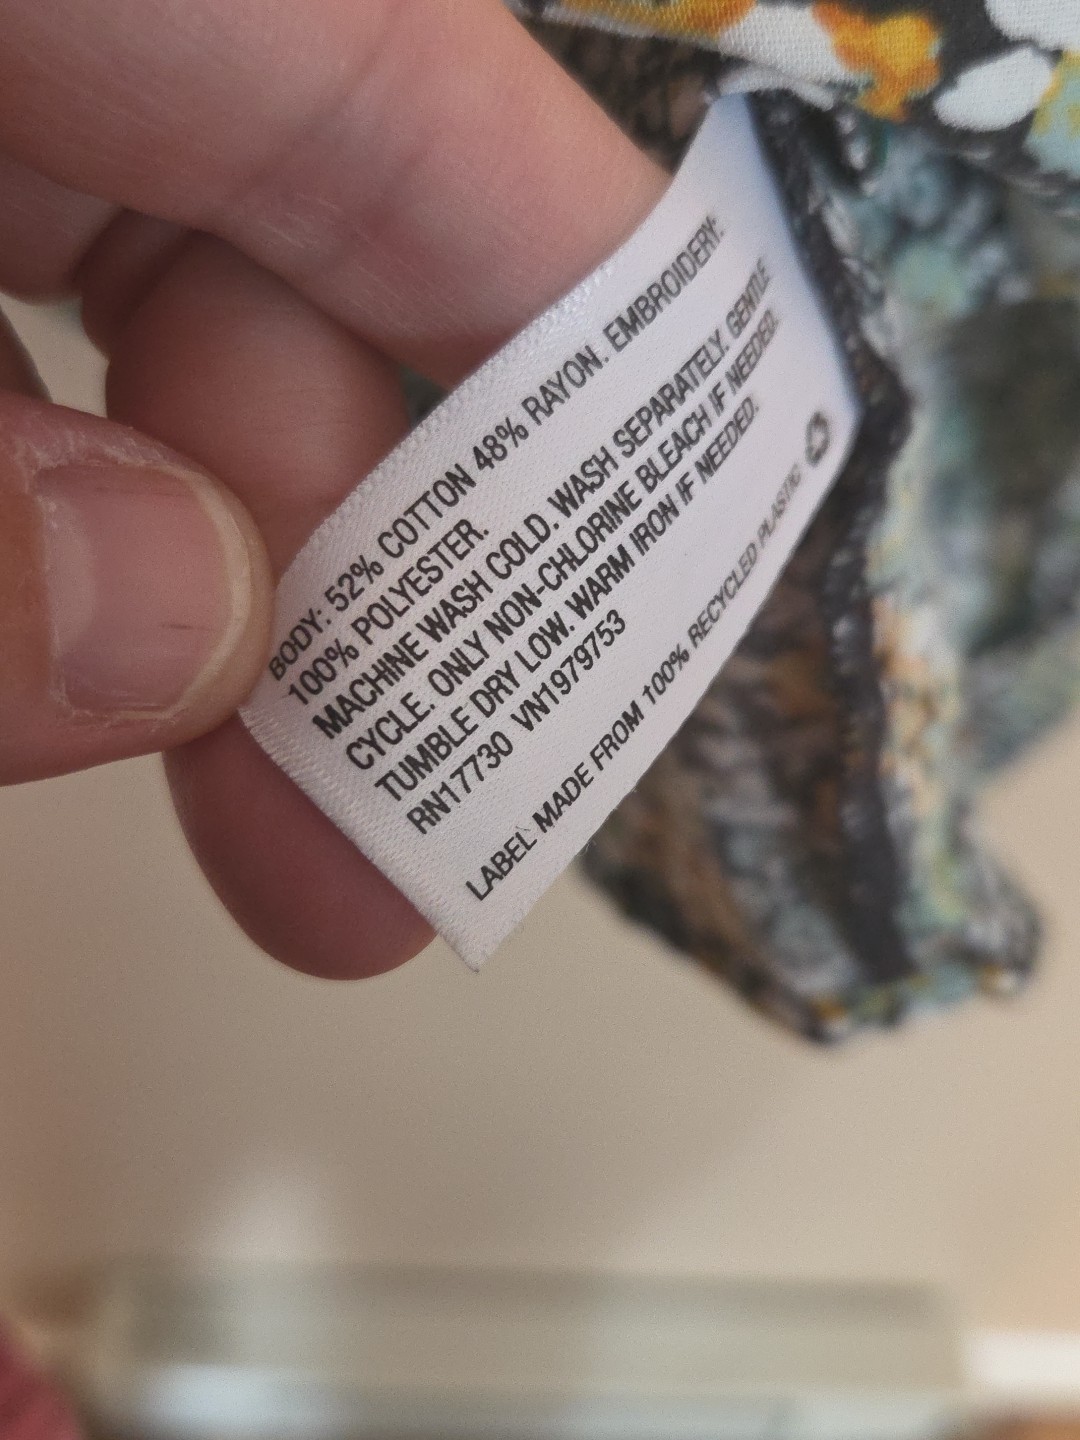 BODY: 52% COTTON 48% RAYON. EMBROIDERY:
100% POLYESTER.
MACHINE WASH COLD. WASH SEPARATELY. GENTLE
CYCLE. ONLY NON-CHLORINE BLEACH IF NEEDED.
TUMBLE DRY LOW. WARM IRON IF NEEDED.
RN17730 VN1979753
LABEL MADE FROM 100% RECYCLED PLASTIC